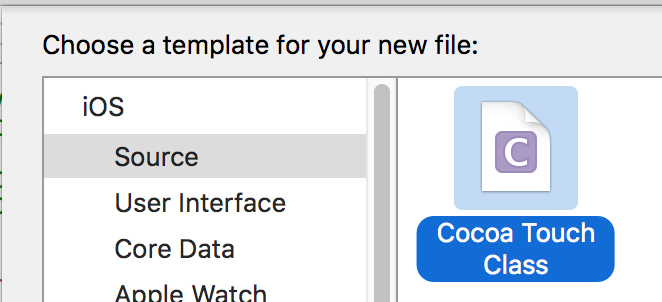 Choose a template for your new file:
iOS
Source
User Interface
Core Data
Apple Watch
C
Cocoa Touch
Class